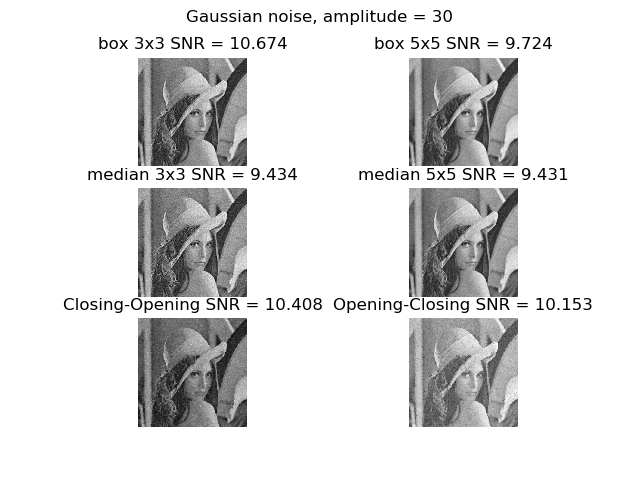 Gaussian noise, amplitude = 30
box 3x3 SNR = 10.674
box 5x5 SNR = 9.724
median 3x3 SNR = 9.434
median 5x5 SNR = 9.431
Closing-Opening SNR = 10.408
Opening-Closing SNR = 10.153